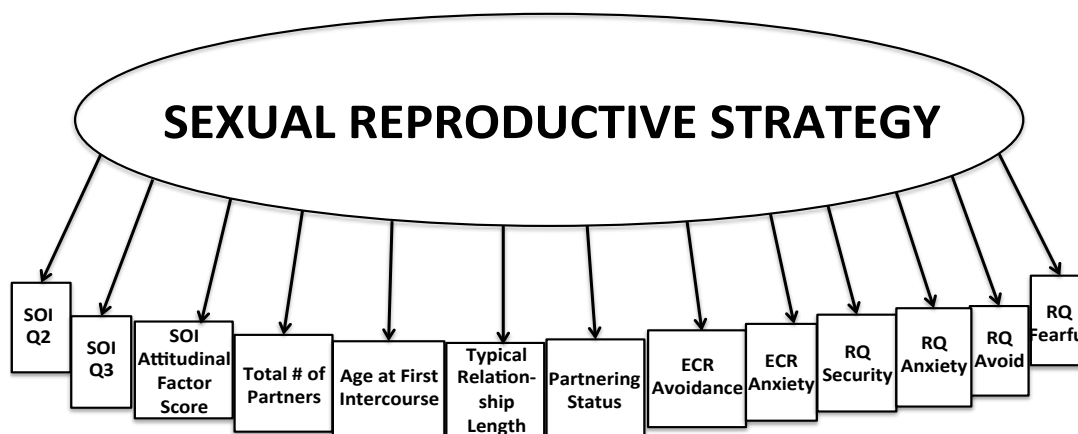 SEXUAL REPRODUCTIVE STRATEGY
SOI
Q2
SOI
Q3
SOI
Attitudinal
Factor
Score
Total # of
Partners
Age at First
Intercourse
Typical
Relation-
ship
Length
Partnering
Status
ECR
Avoidance
ECR
Anxiety
RQ
Security
RQ
Anxiety
RQ
Avoid
RQ
Fearful